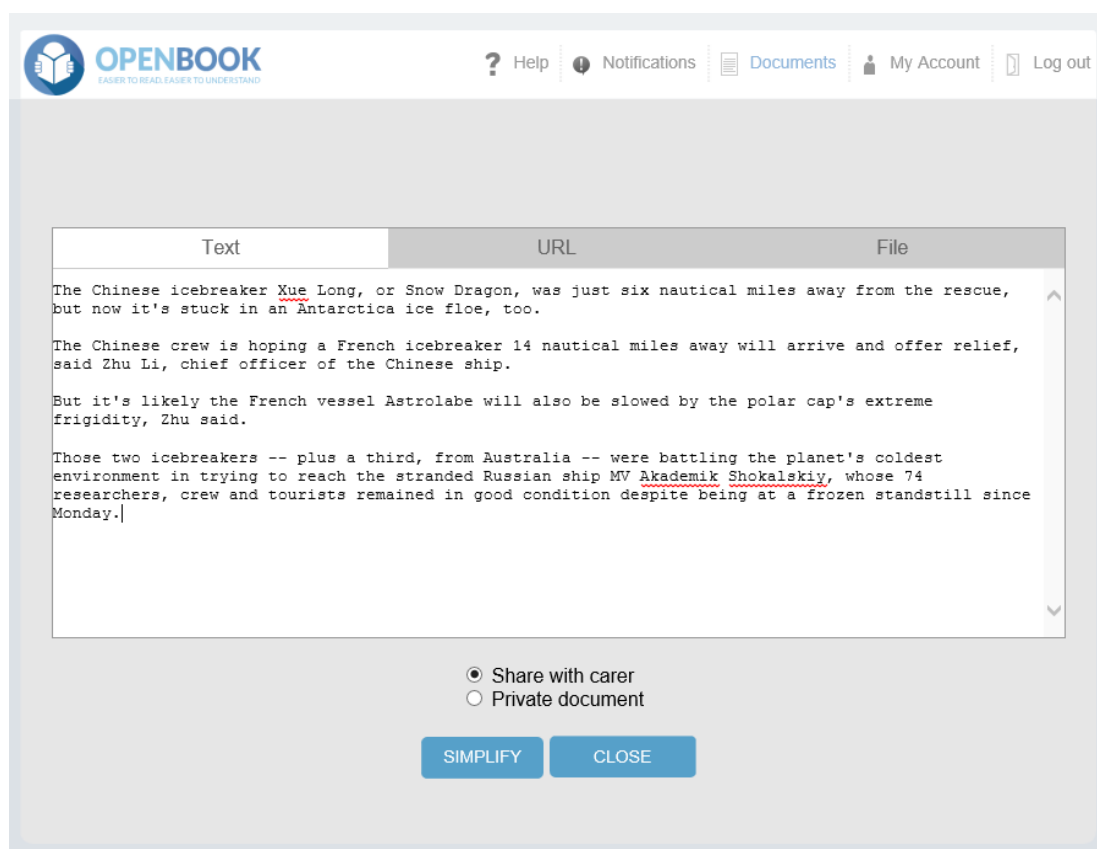 OPENBOOK
EASIER TO READ. EASIER TO UNDERSTAND
? Help Notifications Documents My Account Log out
Text URL File
The Chinese icebreaker Xue Long, or Snow Dragon, was just six nautical miles away from the rescue,
but now it's stuck in an Antarctica ice floe, too.
The Chinese crew is hoping a French icebreaker 14 nautical miles away will arrive and offer relief,
said Zhu Li, chief officer of the Chinese ship.
But it's likely the French vessel Astrolabe will also be slowed by the polar cap's extreme
frigidity, Zhu said.
Those two icebreakers -- plus a third, from Australia -- were battling the planet's coldest
environment in trying to reach the stranded Russian ship MV Akademik Shokalskiy, whose 74
researchers, crew and tourists remained in good condition despite being at a frozen standstill since
Monday.
Share with carer
Private document
SIMPLIFY CLOSE